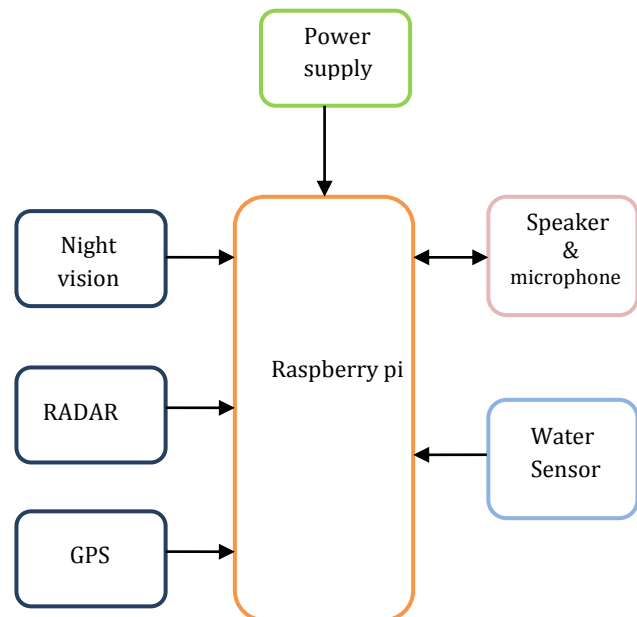 Power
supply
Night
vision
Speaker
&
microphone
Raspberry pi
RADAR
Water
Sensor
GPS